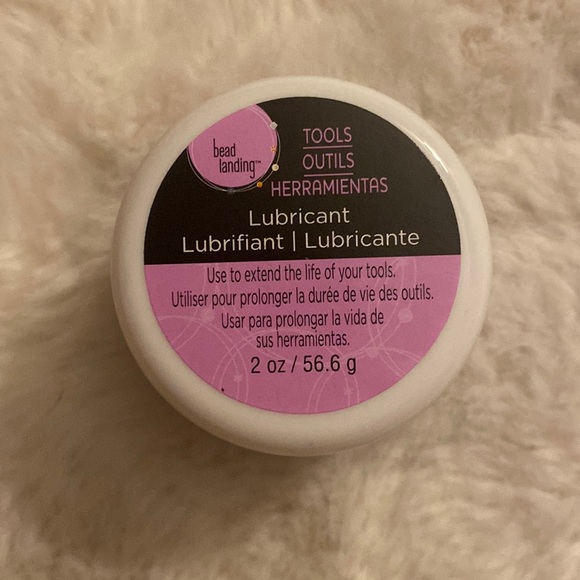 bead
landing™
TOOLS
OUTILS
HERRAMIENTAS
Lubricant
Lubrifiant | Lubricante
Use to extend the life of your tools.
Utiliser pour prolonger la durée de vie des outils.
Usar para prolongar la vida de
sus herramientas.
2 oz / 56.6 g